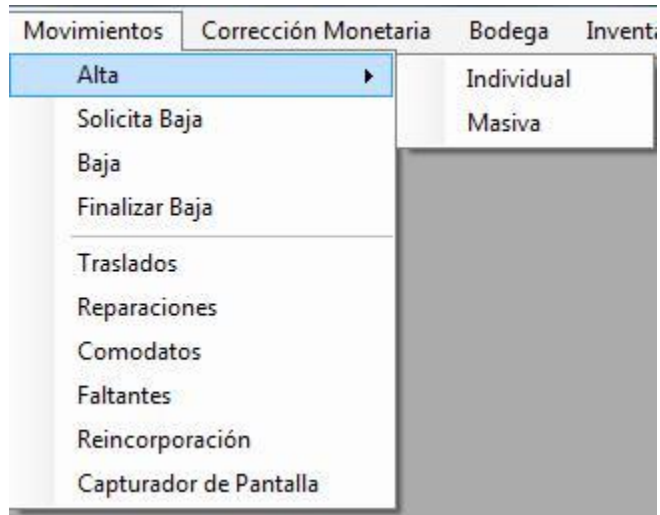 Movimientos Corrección Monetaria Bodega Inventa
Alta Individual
Solicita Baja Masiva
Baja
Finalizar Baja
Traslados
Reparaciones
Comodatos
Faltantes
Reincorporación
Capturador de Pantalla